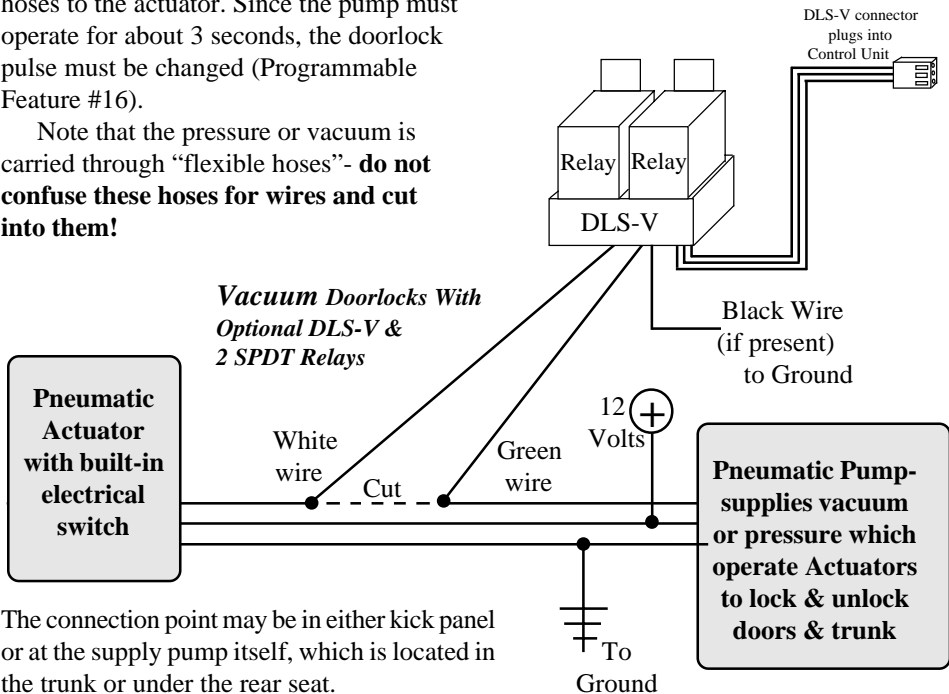 hoses to the actuator. Since the pump must
operate for about 3 seconds, the doorlock
pulse must be changed (Programmable
Feature #16).
Note that the pressure or vacuum is
carried through “flexible hoses”- do not
confuse these hoses for wires and cut
into them!
DLS-V connector
plugs into
Control Unit
Relay
Relay
DLS-V
Vacuum Doorlocks With
Optional DLS-V &
2 SPDT Relays
Black Wire
(if present)
to Ground
Pneumatic
Actuator
with built-in
electrical
switch
White
wire
Cut
Green
wire
12
Volts
+
Pneumatic Pump-
supplies vacuum
or pressure which
operate Actuators
to lock & unlock
doors & trunk
To
Ground
The connection point may be in either kick panel
or at the supply pump itself, which is located in
the trunk or under the rear seat.